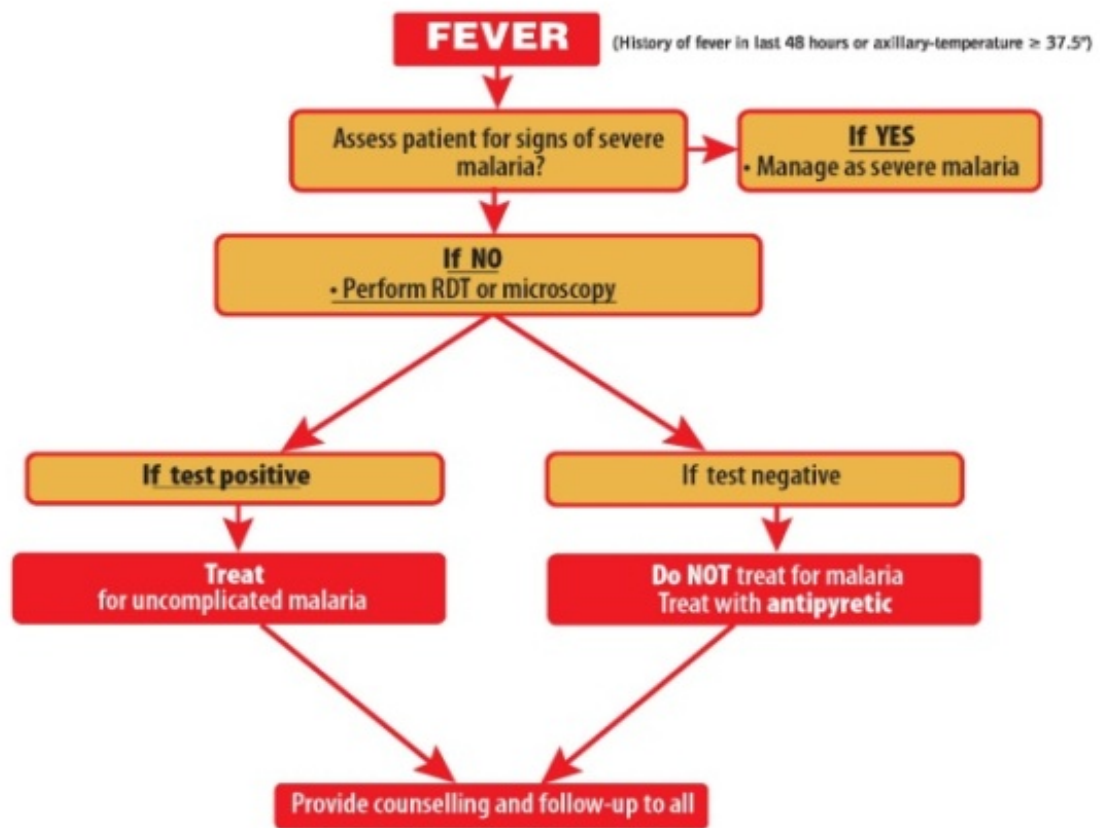 FEVER (History of fever in last 48 hours or axillary-temperature ≥ 37.5°)
Assess patient for signs of severe
malaria?
If YES
• Manage as severe malaria
If NO
• Perform RDT or microscopy
If test positive
If test negative
Treat
for uncomplicated malaria
Do NOT treat for malaria
Treat with antipyretic
Provide counselling and follow-up to all